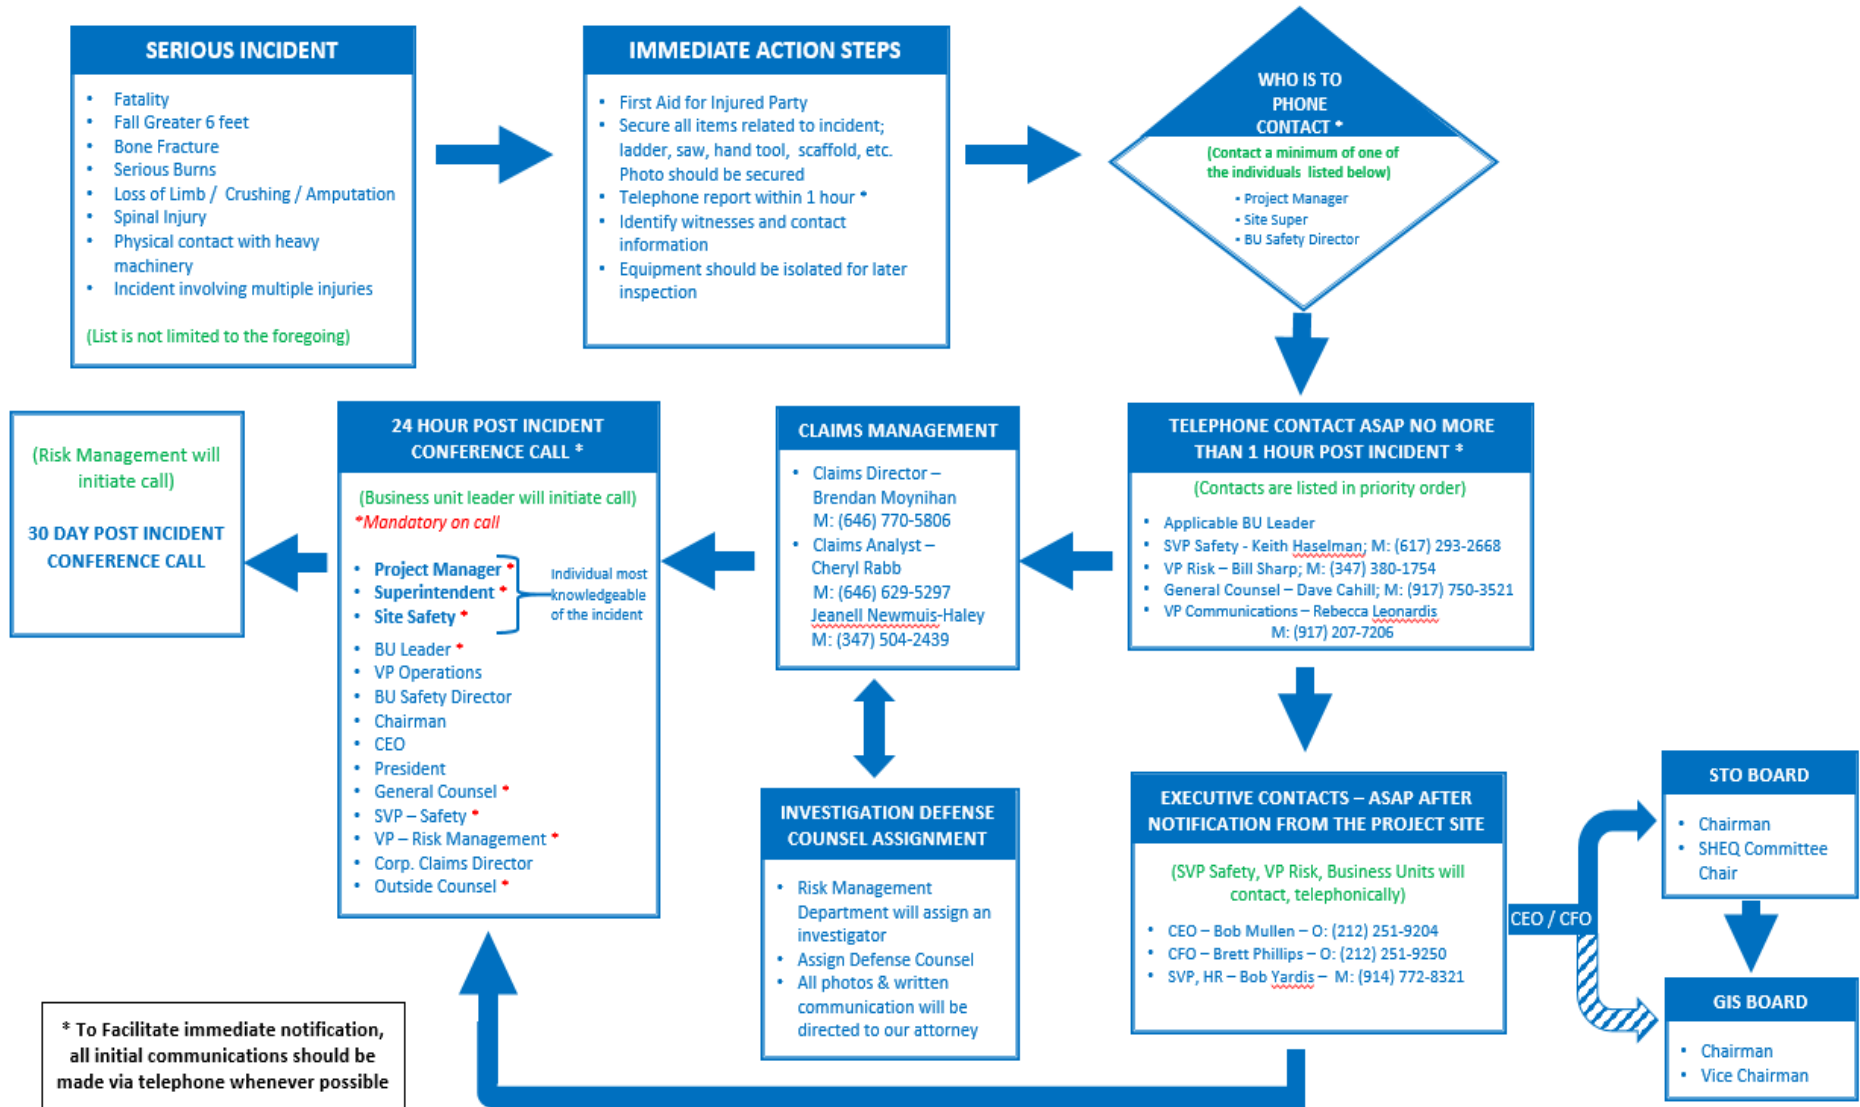 SERIOUS INCIDENT
• Fatality
• Fall Greater 6 feet
• Bone Fracture
• Serious Burns
• Loss of Limb / Crushing / Amputation
• Spinal Injury
• Physical contact with heavy
machinery
• Incident involving multiple injuries
(List is not limited to the foregoing)
IMMEDIATE ACTION STEPS
• First Aid for Injured Party
• Secure all items related to incident;
ladder, saw, hand tool, scaffold, etc.
Photo should be secured
• Telephone report within 1 hour *
• Identify witnesses and contact
information
• Equipment should be isolated for later
inspection
WHO IS TO
PHONE
CONTACT *
(Contact a minimum of one of
the individuals listed below)
▪ Project Manager
▪ Site Super
▪ BU Safety Director
TELEPHONE CONTACT ASAP NO MORE
THAN 1 HOUR POST INCIDENT *
(Contacts are listed in priority order)
• Applicable BU Leader
• SVP Safety - Keith Haselman; M: (617) 293-2668
• VP Risk – Bill Sharp; M: (347) 380-1754
• General Counsel – Dave Cahill; M: (917) 750-3521
• VP Communications – Rebecca Leonardis
M: (917) 207-7206
CLAIMS MANAGEMENT
• Claims Director –
Brendan Moynihan
M: (646) 770-5806
• Claims Analyst –
Cheryl Rabb
M: (646) 629-5297
Jeanell Newmuis-Haley
M: (347) 504-2439
24 HOUR POST INCIDENT
CONFERENCE CALL *
(Business unit leader will initiate call)
*Mandatory on call
• Project Manager *
• Superintendent *
• Site Safety *
Individual most
knowledgeable
of the incident
• BU Leader *
• VP Operations
• BU Safety Director
• Chairman
• CEO
• President
• General Counsel *
• SVP – Safety *
• VP – Risk Management *
• Corp. Claims Director
• Outside Counsel *
(Risk Management will
initiate call)
30 DAY POST INCIDENT
CONFERENCE CALL
INVESTIGATION DEFENSE
COUNSEL ASSIGNMENT
• Risk Management
Department will assign an
investigator
• Assign Defense Counsel
• All photos & written
communication will be
directed to our attorney
EXECUTIVE CONTACTS – ASAP AFTER
NOTIFICATION FROM THE PROJECT SITE
(SVP Safety, VP Risk, Business Units will
contact, telephonically)
• CEO – Bob Mullen – O: (212) 251-9204
• CFO – Brett Phillips – O: (212) 251-9250
• SVP, HR – Bob Yardis – M: (914) 772-8321
CEO / CFO
STO BOARD
• Chairman
• SHEQ Committee
Chair
GIS BOARD
• Chairman
• Vice Chairman
* To Facilitate immediate notification,
all initial communications should be
made via telephone whenever possible